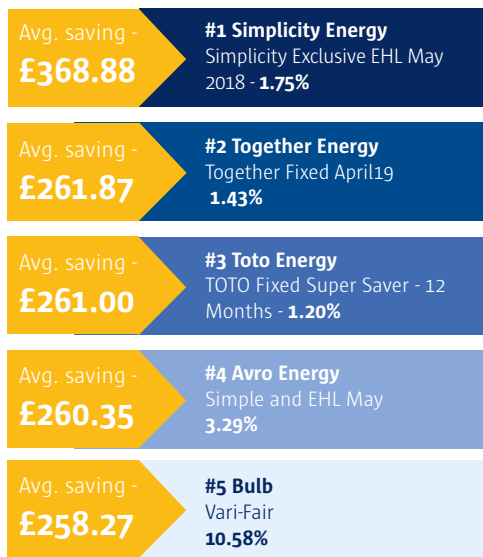 Avg. saving -
£368.88
#1 Simplicity Energy
Simplicity Exclusive EHL May
2018 - 1.75%
Avg. saving -
£261.87
#2 Together Energy
Together Fixed April19
1.43%
Avg. saving -
£261.00
#3 Toto Energy
TOTO Fixed Super Saver - 12
Months - 1.20%
Avg. saving -
£260.35
#4 Avro Energy
Simple and EHL May
3.29%
Avg. saving -
£258.27
#5 Bulb
Vari-Fair
10.58%